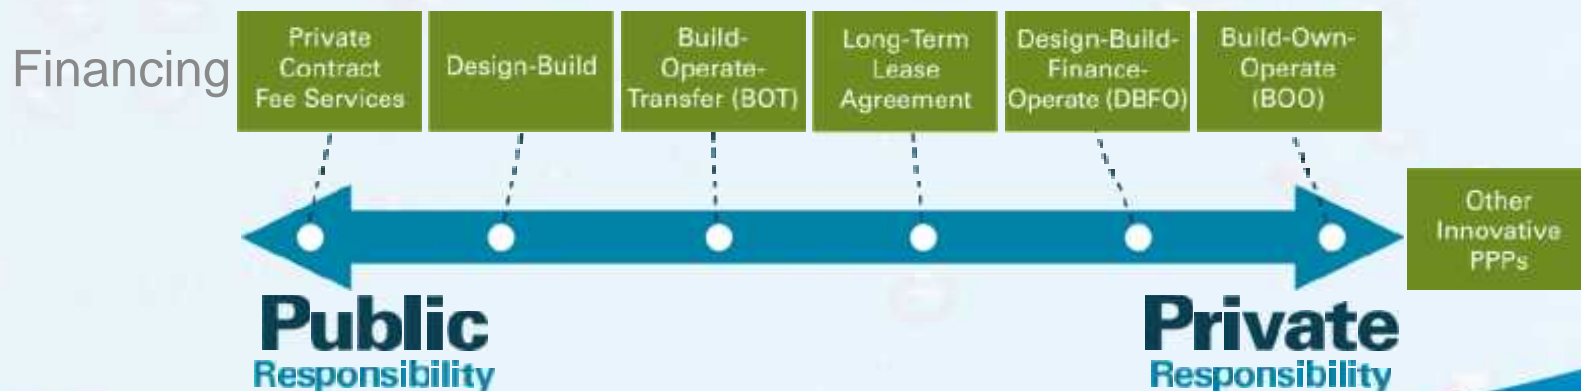 Financing
Private
Contract
Fee Services
Design-Build
Build-
Operate-
Transfer (BOT)
Long-Term
Lease
Agreement
Design-Build-
Finance-
Operate (DBFO)
Build-Own-
Operate
(BOO)
Other
Innovative
PPPs
Public
Responsibility
Private
Responsibility